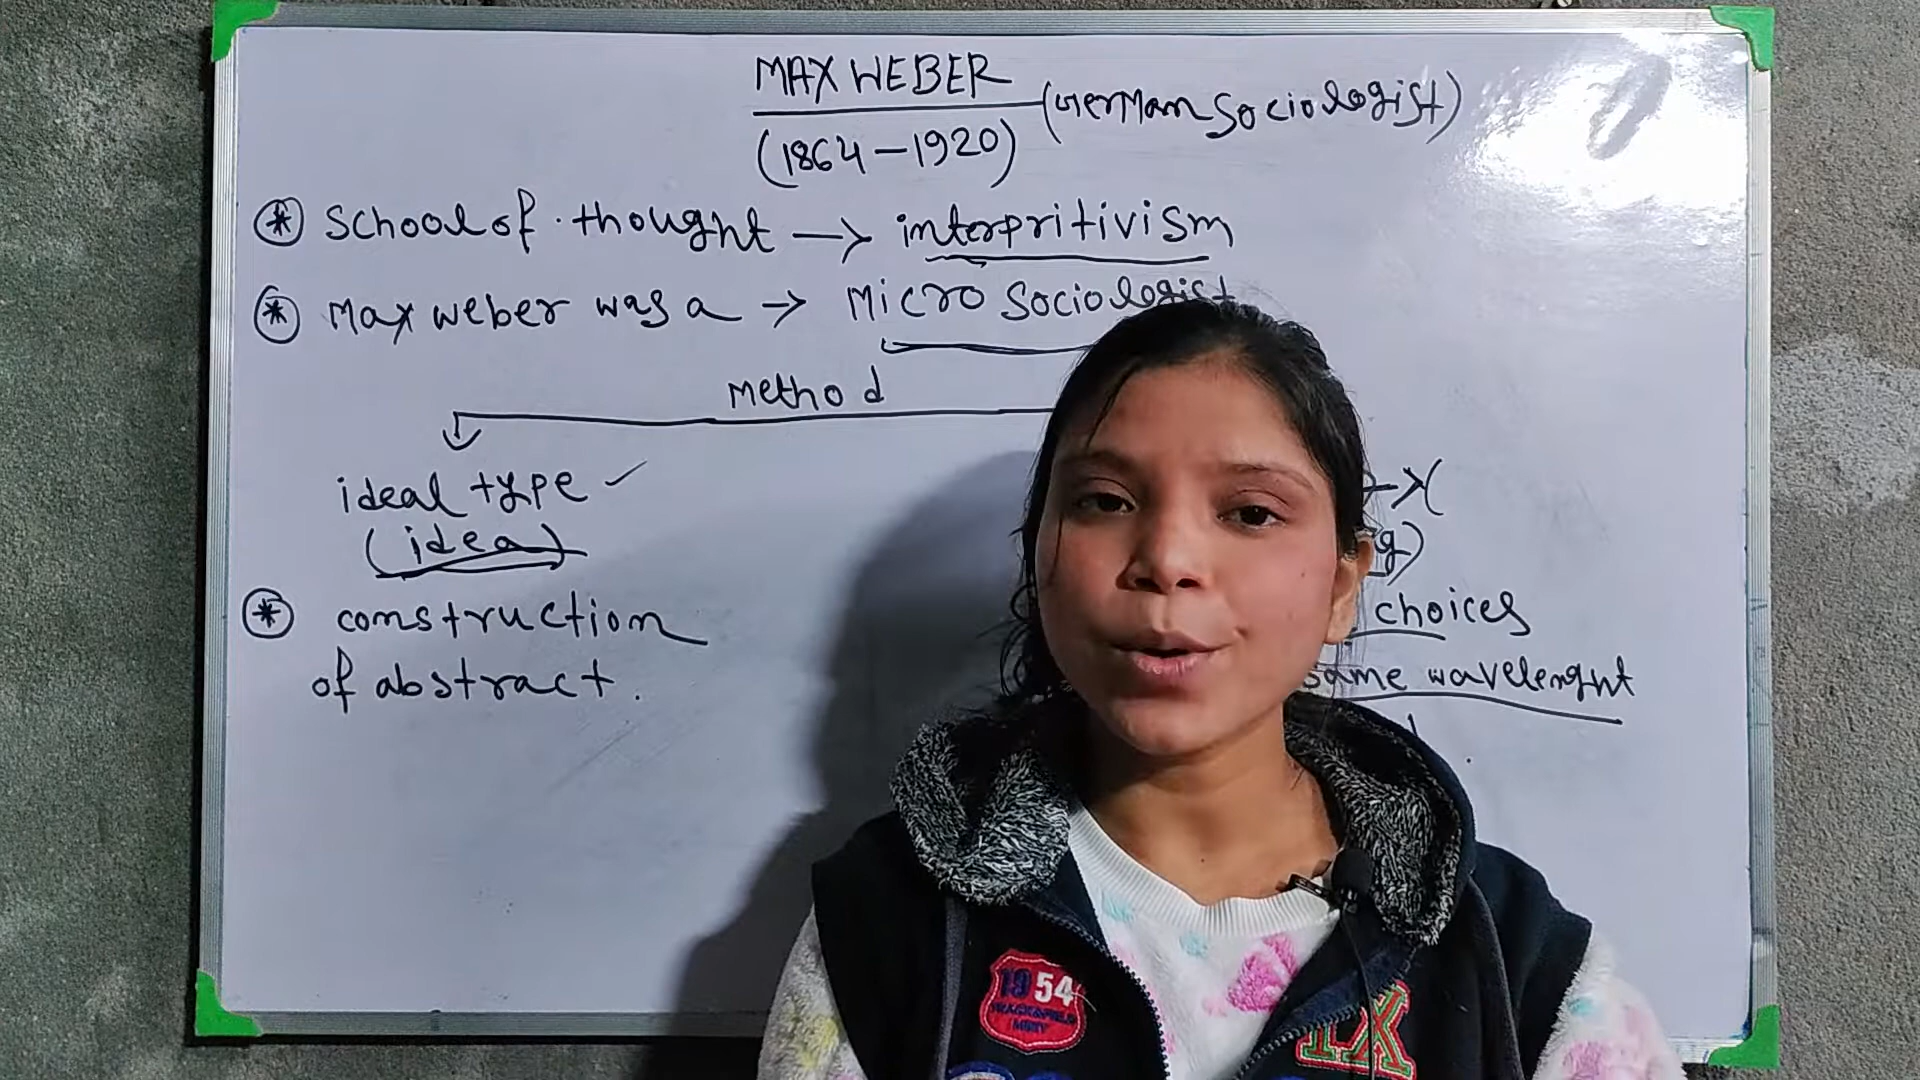 MAX WEBER
(German Sociologist)
(1864-1920)
* School of thought → interpritivism
* Max weber was a → Micro Sociologist
Method
ideal type ✓
(idea)
* construction
of abstract.
choices
same wavelenght
1954